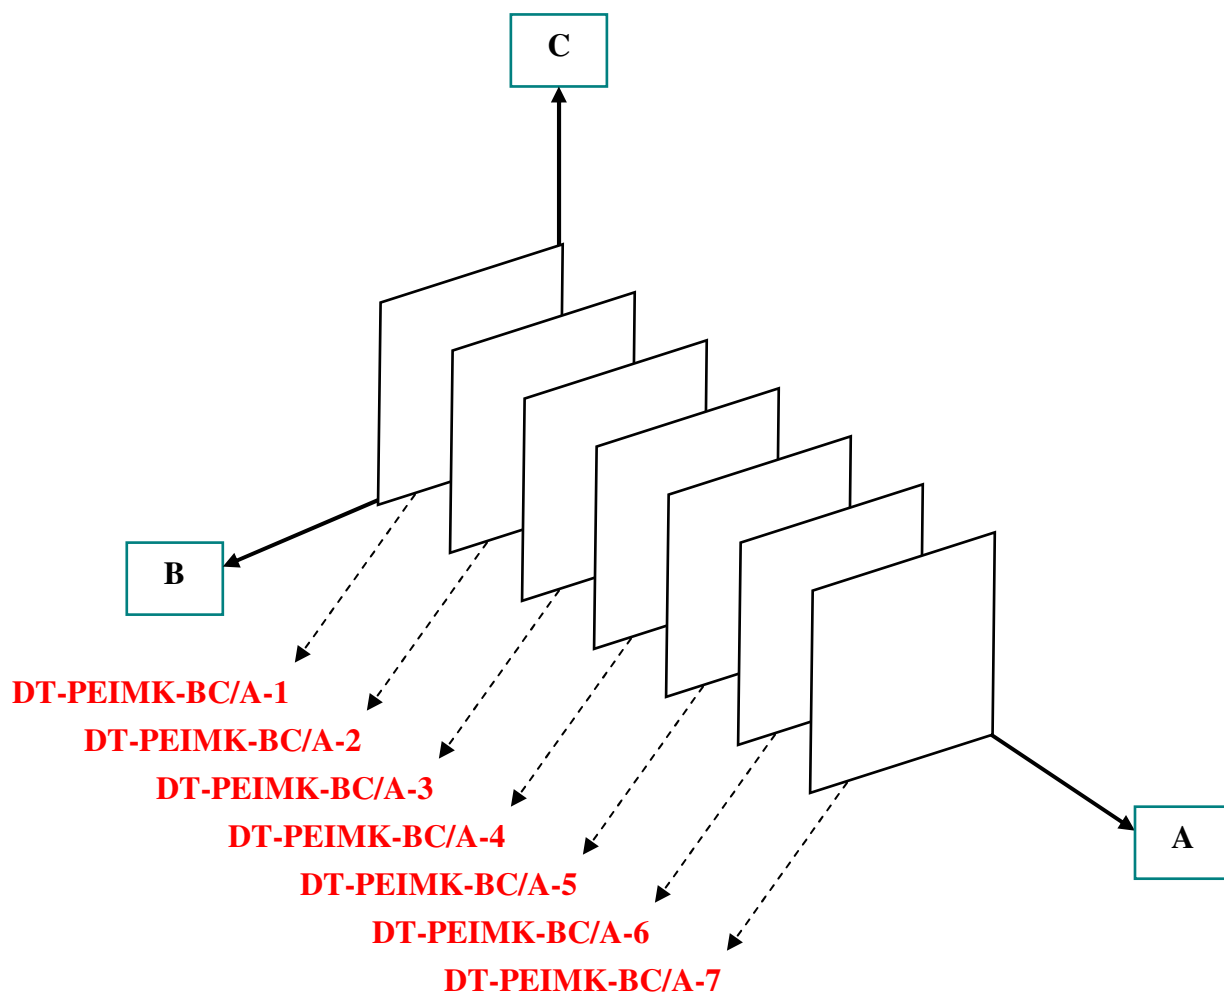 C
B
DT-PEIMK-BC/A-1
DT-PEIMK-BC/A-2
DT-PEIMK-BC/A-3
DT-PEIMK-BC/A-4
A
DT-PEIMK-BC/A-5
DT-PEIMK-BC/A-6
DT-PEIMK-BC/A-7